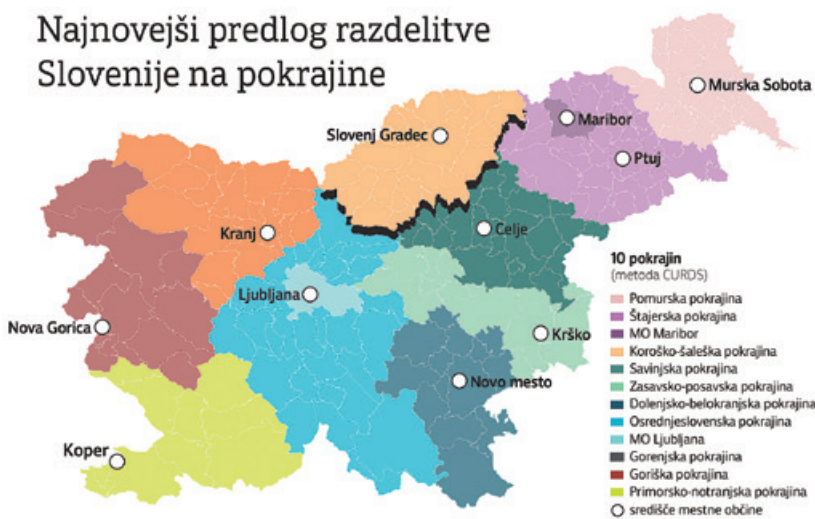 Najnovejši predlog razdelitve
Slovenije na pokrajine
Murska Sobota
Slovenj Gradec
Maribor
Ptuj
Kranj
Celje
Ljubljana
Nova Gorica
Krško
Novo mesto
Koper
10 pokrajin
(metoda CURDS)
Pomurska pokrajina
Štajerska pokrajina
MO Maribor
Koroško-šaleška pokrajina
Savinjska pokrajina
Zasavsko-posavska pokrajina
Dolenjsko-belokranjska pokrajina
Osrednjeslovenska pokrajina
MO Ljubljana
Gorenjska pokrajina
Goriška pokrajina
Primorsko-notranjska pokrajina
središče mestne občine